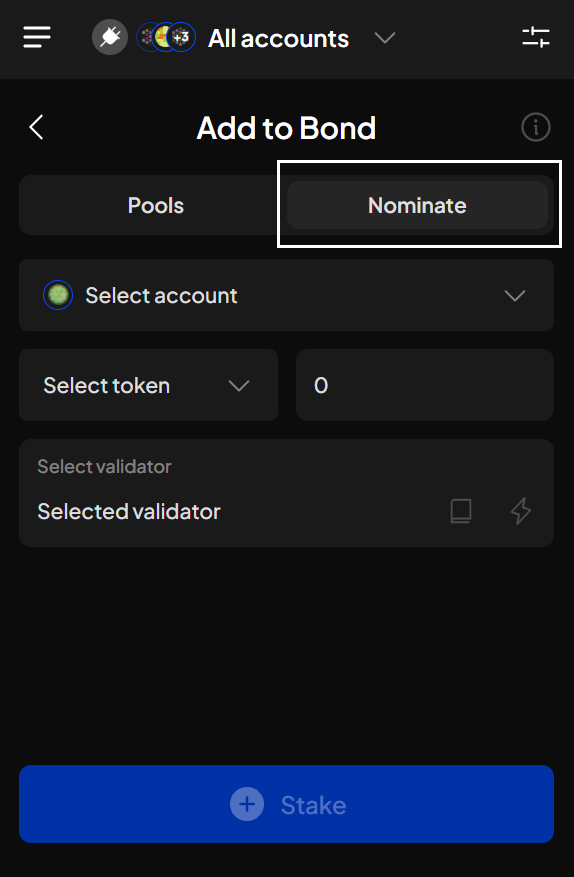 +3 All accounts
Add to Bond
Pools Nominate
Select account
Select token 0
Select validator
Selected validator
Stake